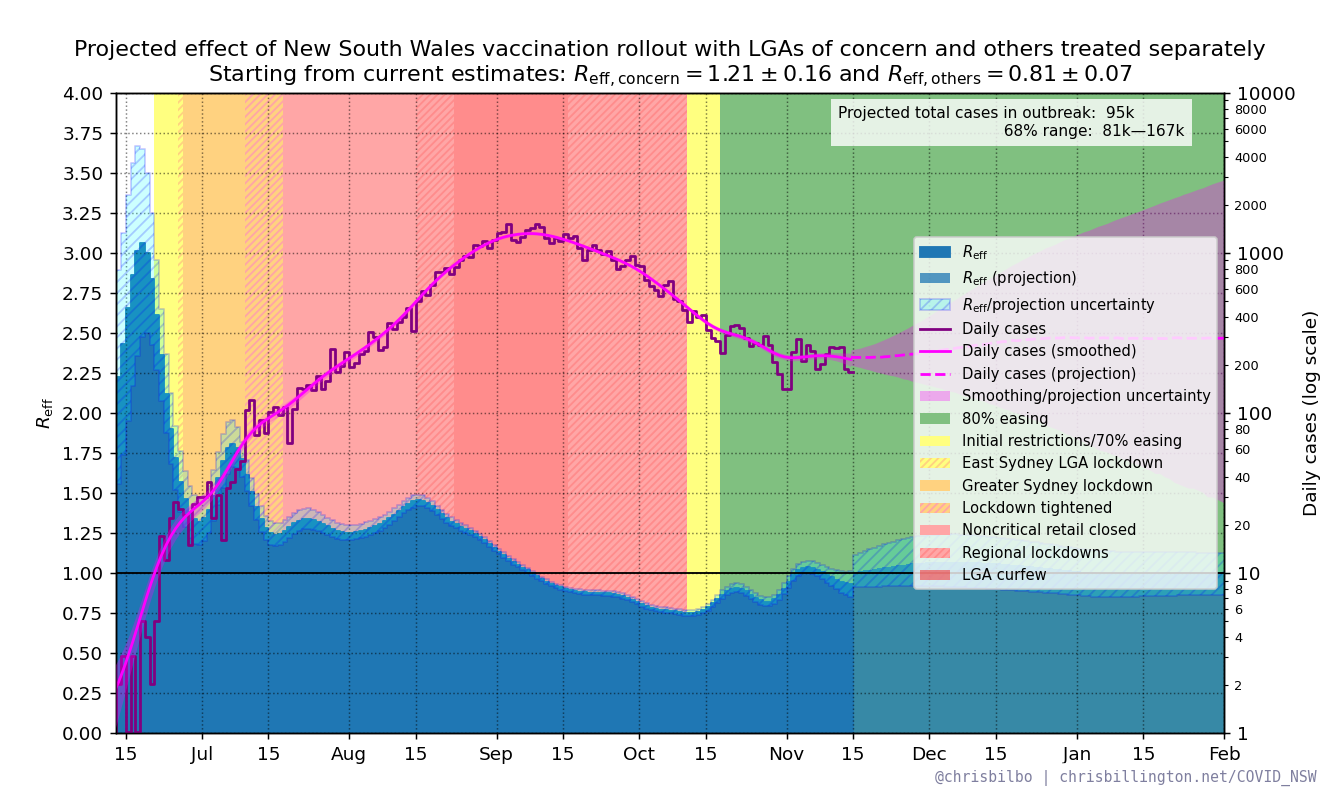 Projected effect of New South Wales vaccination rollout with LGAs of concern and others treated separately
Starting from current estimates: R_eff, concern = 1.21 ± 0.16 and R_eff, others = 0.81 ± 0.07
Projected total cases in outbreak: 95k
68% range: 81k—167k
R_eff
4.00
3.75
3.50
3.25
3.00
2.75
2.50
2.25
2.00
1.75
1.50
1.25
1.00
0.75
0.50
0.25
0.00
R_eff
R_eff (projection)
R_eff/projection uncertainty
Daily cases
Daily cases (smoothed)
Daily cases (projection)
Smoothing/projection uncertainty
80% easing
Initial restrictions/70% easing
East Sydney LGA lockdown
Greater Sydney lockdown
Lockdown tightened
Noncritical retail closed
Regional lockdowns
LGA curfew
10000
8000
6000
4000
2000
1000
800
600
400
200
100
80
60
40
20
10
8
6
4
2
1
Daily cases (log scale)
15 Jul 15 Aug 15 Sep 15 Oct 15 Nov 15 Dec 15 Jan 15 Feb
@chrisbilbo | chrisbillington.net/COVID_NSW